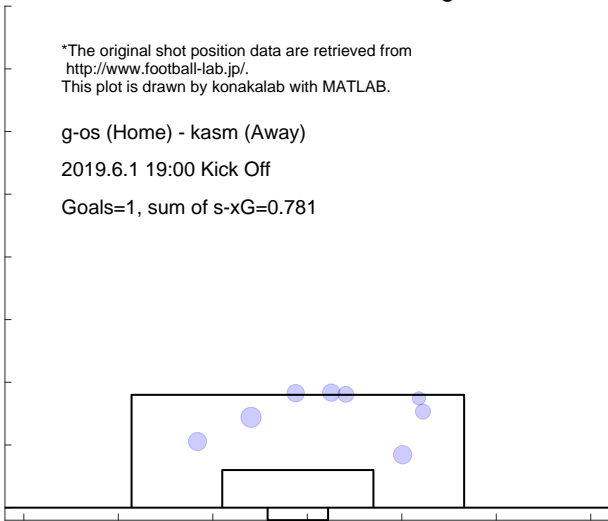 *The original shot position data are retrieved from
http://www.football-lab.jp/.
This plot is drawn by konakalab with MATLAB.
g-os (Home) - kasm (Away)
2019.6.1 19:00 Kick Off
Goals=1, sum of s-xG=0.781